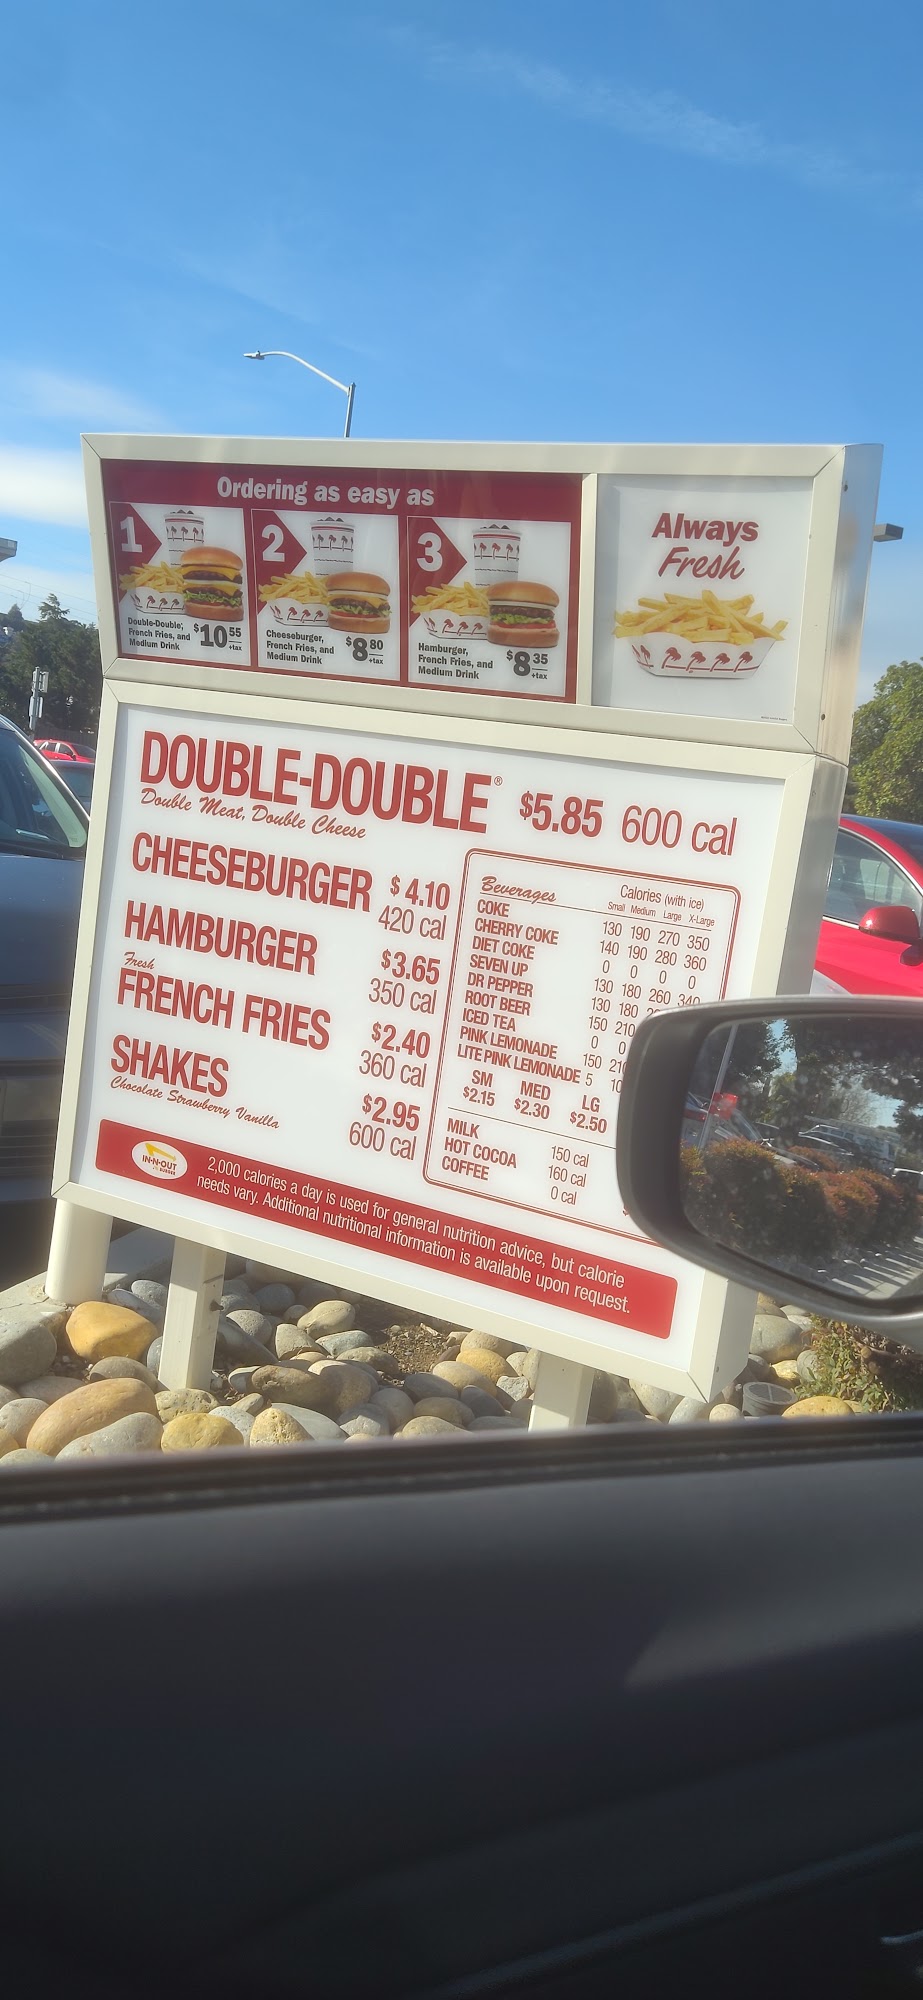 Ordering as easy as
1
Double-Double,
French Fries, and
Medium Drink
$10 55 +tax
2
Cheeseburger,
French Fries, and
Medium Drink
$8 80 +tax
3
Hamburger,
French Fries, and
Medium Drink
$8 35 +tax
Always
Fresh
DOUBLE-DOUBLE® $5.85 600 cal
Double Meat, Double Cheese
CHEESEBURGER $4.10
420 cal
HAMBURGER $3.65
350 cal
Fresh
FRENCH FRIES $2.40
360 cal
SHAKES $2.95
Chocolate Strawberry Vanilla 600 cal
Beverages Calories (with ice)
Small Medium Large X-Large
COKE 130 190 270 350
CHERRY COKE 140 190 280 360
DIET COKE 0 0 0 0
SEVEN UP 130 180 260 340
DR PEPPER 130 180
ROOT BEER 150 210
ICED TEA 0 0
PINK LEMONADE 150 210
LITE PINK LEMONADE 5 10
SM MED LG
$2.15 $2.30 $2.50
MILK 150 cal
HOT COCOA 160 cal
COFFEE 0 cal
IN-N-OUT
BURGER
2,000 calories a day is used for general nutrition advice, but calorie
needs vary. Additional nutritional information is available upon request.